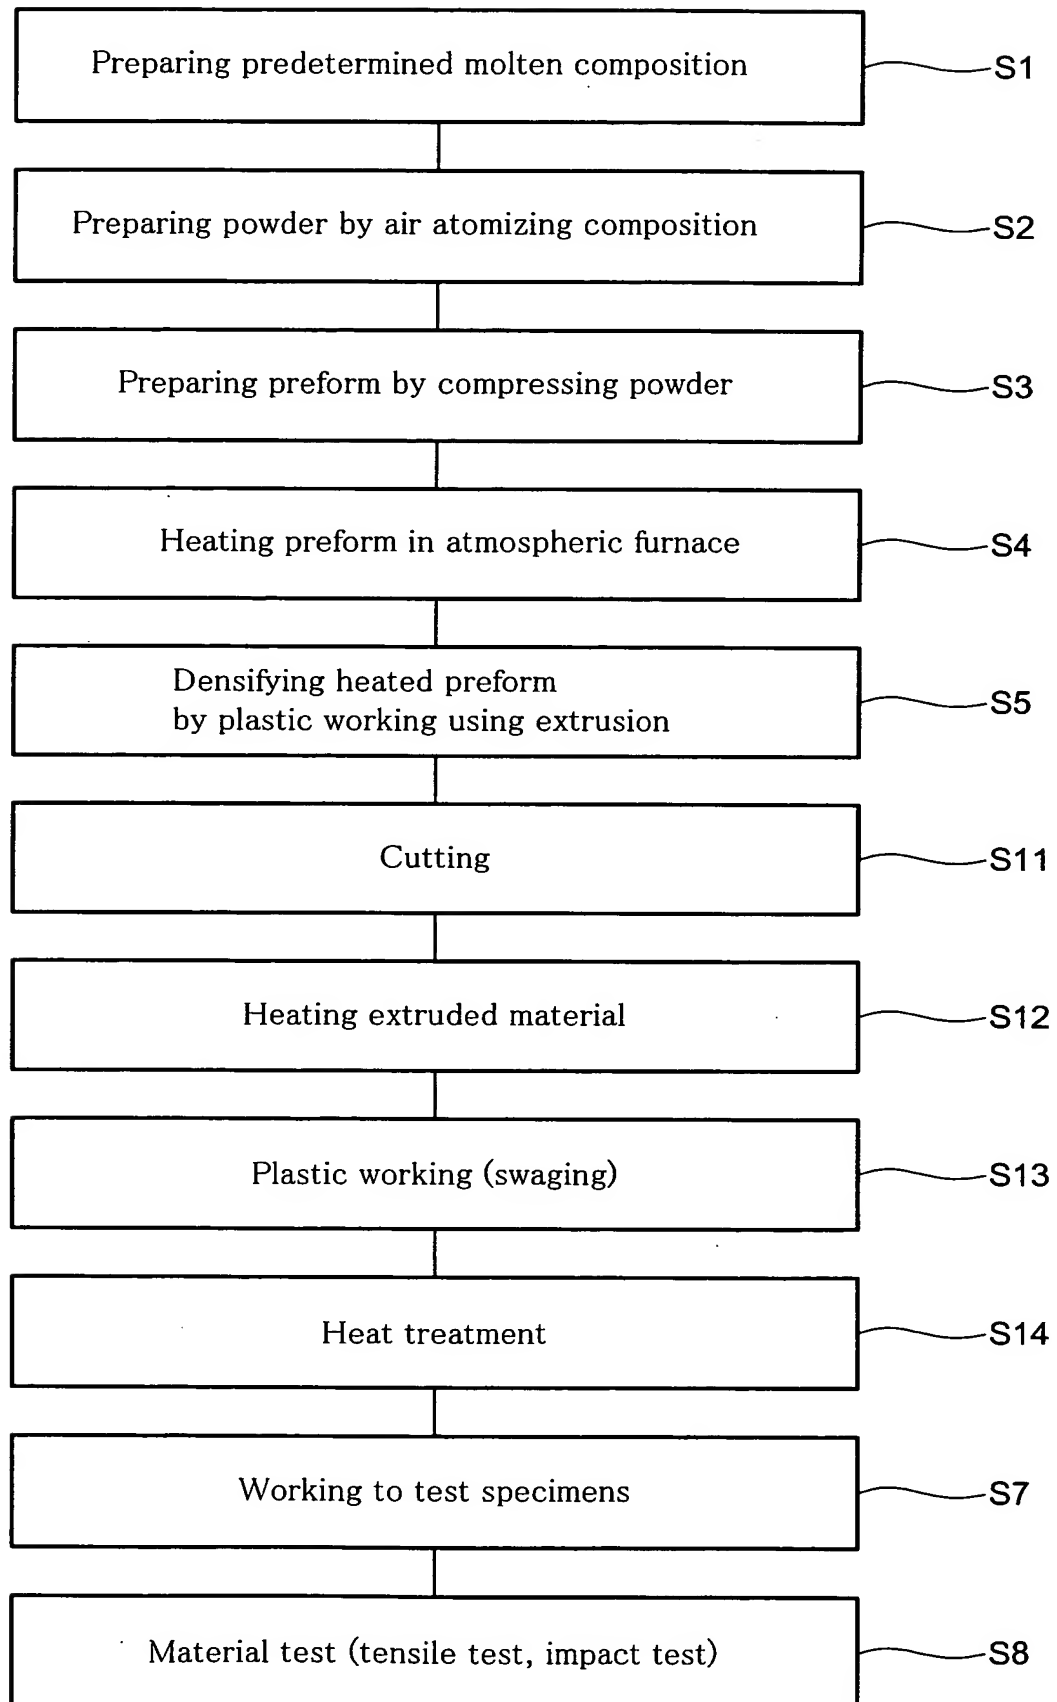 Preparing predetermined molten composition S1
Preparing powder by air atomizing composition S2
Preparing preform by compressing powder S3
Heating preform in atmospheric furnace S4
Densifying heated preform
by plastic working using extrusion S5
Cutting S11
Heating extruded material S12
Plastic working (swaging) S13
Heat treatment S14
Working to test specimens S7
Material test (tensile test, impact test) S8